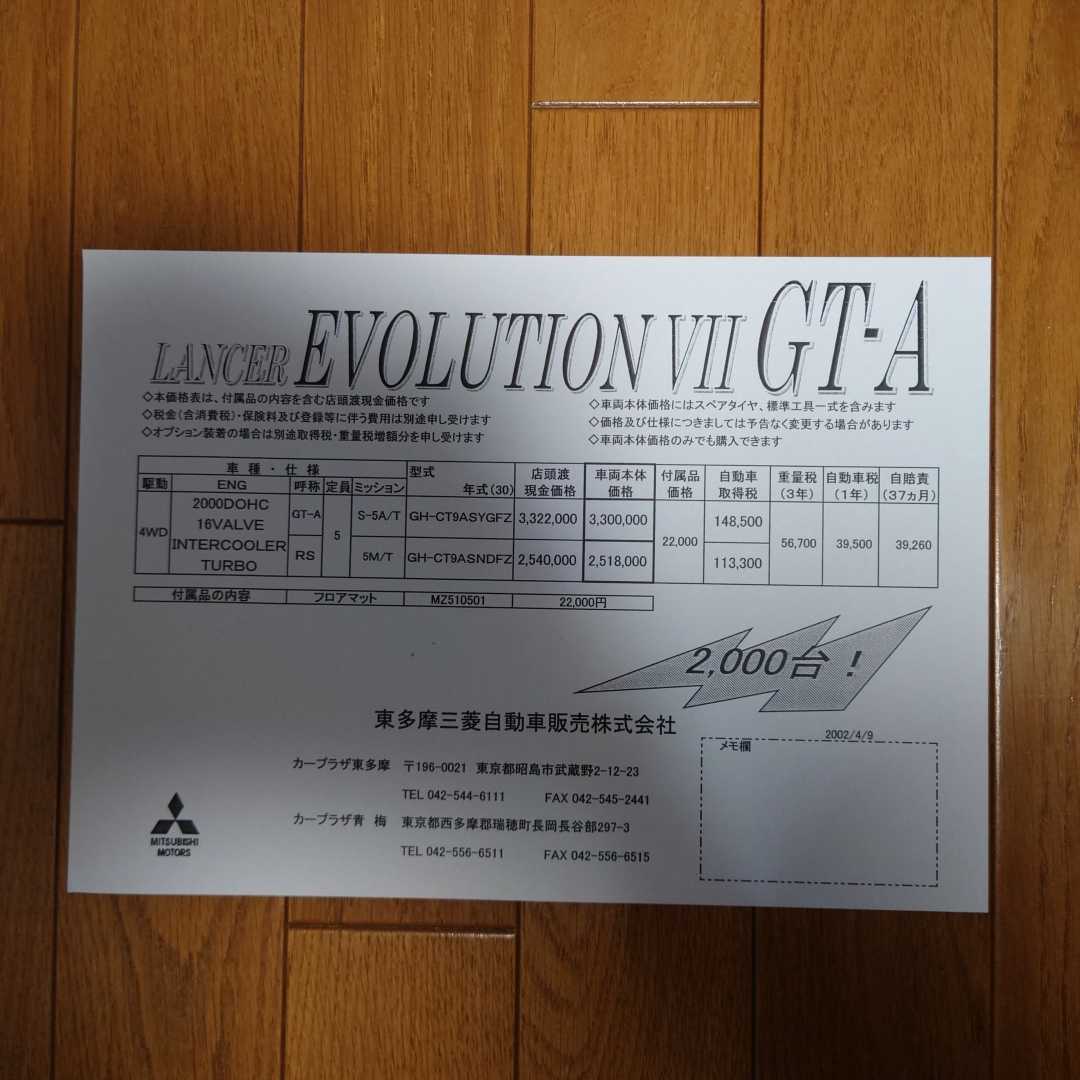 LANCER EVOLUTION VII GT-A
◇本価格表は、付属品の内容を含む店頭渡現金価格です
◇税金(含消費税)・保険料及び登録等に伴う費用は別途申し受けます
◇オプション装着の場合は別途取得税・重量税増額分を申し受けます
◇車両本体価格にはスペアタイヤ、標準工具一式を含みます
◇価格及び仕様につきましては予告なく変更する場合があります
◇車両本体価格のみでも購入できます
車種・仕様 型式 年式(30) 店頭渡現金価格 車両本体価格 付属品価格 自動車取得税 重量税(3年) 自動車税(1年) 自賠責(37ヵ月)
駆動 ENG 呼称 定員 ミッション
4WD 2000DOHC 16VALVE INTERCOOLER TURBO 5
GT-A S-5A/T GH-CT9ASYGFZ 3,322,000 3,300,000 22,000 148,500 56,700 39,500 39,260
RS 5M/T GH-CT9ASNDFZ 2,540,000 2,518,000 113,300
付属品の内容 フロアマット MZ510501 22,000円
2,000台！
東多摩三菱自動車販売株式会社
2002/4/9
メモ欄
カープラザ東多摩 〒196-0021 東京都昭島市武蔵野2-12-23
TEL 042-544-6111 FAX 042-545-2441
カープラザ青 梅 東京都西多摩郡瑞穂町長岡長谷部297-3
TEL 042-556-6511 FAX 042-556-6515
MITSUBISHI
MOTORS